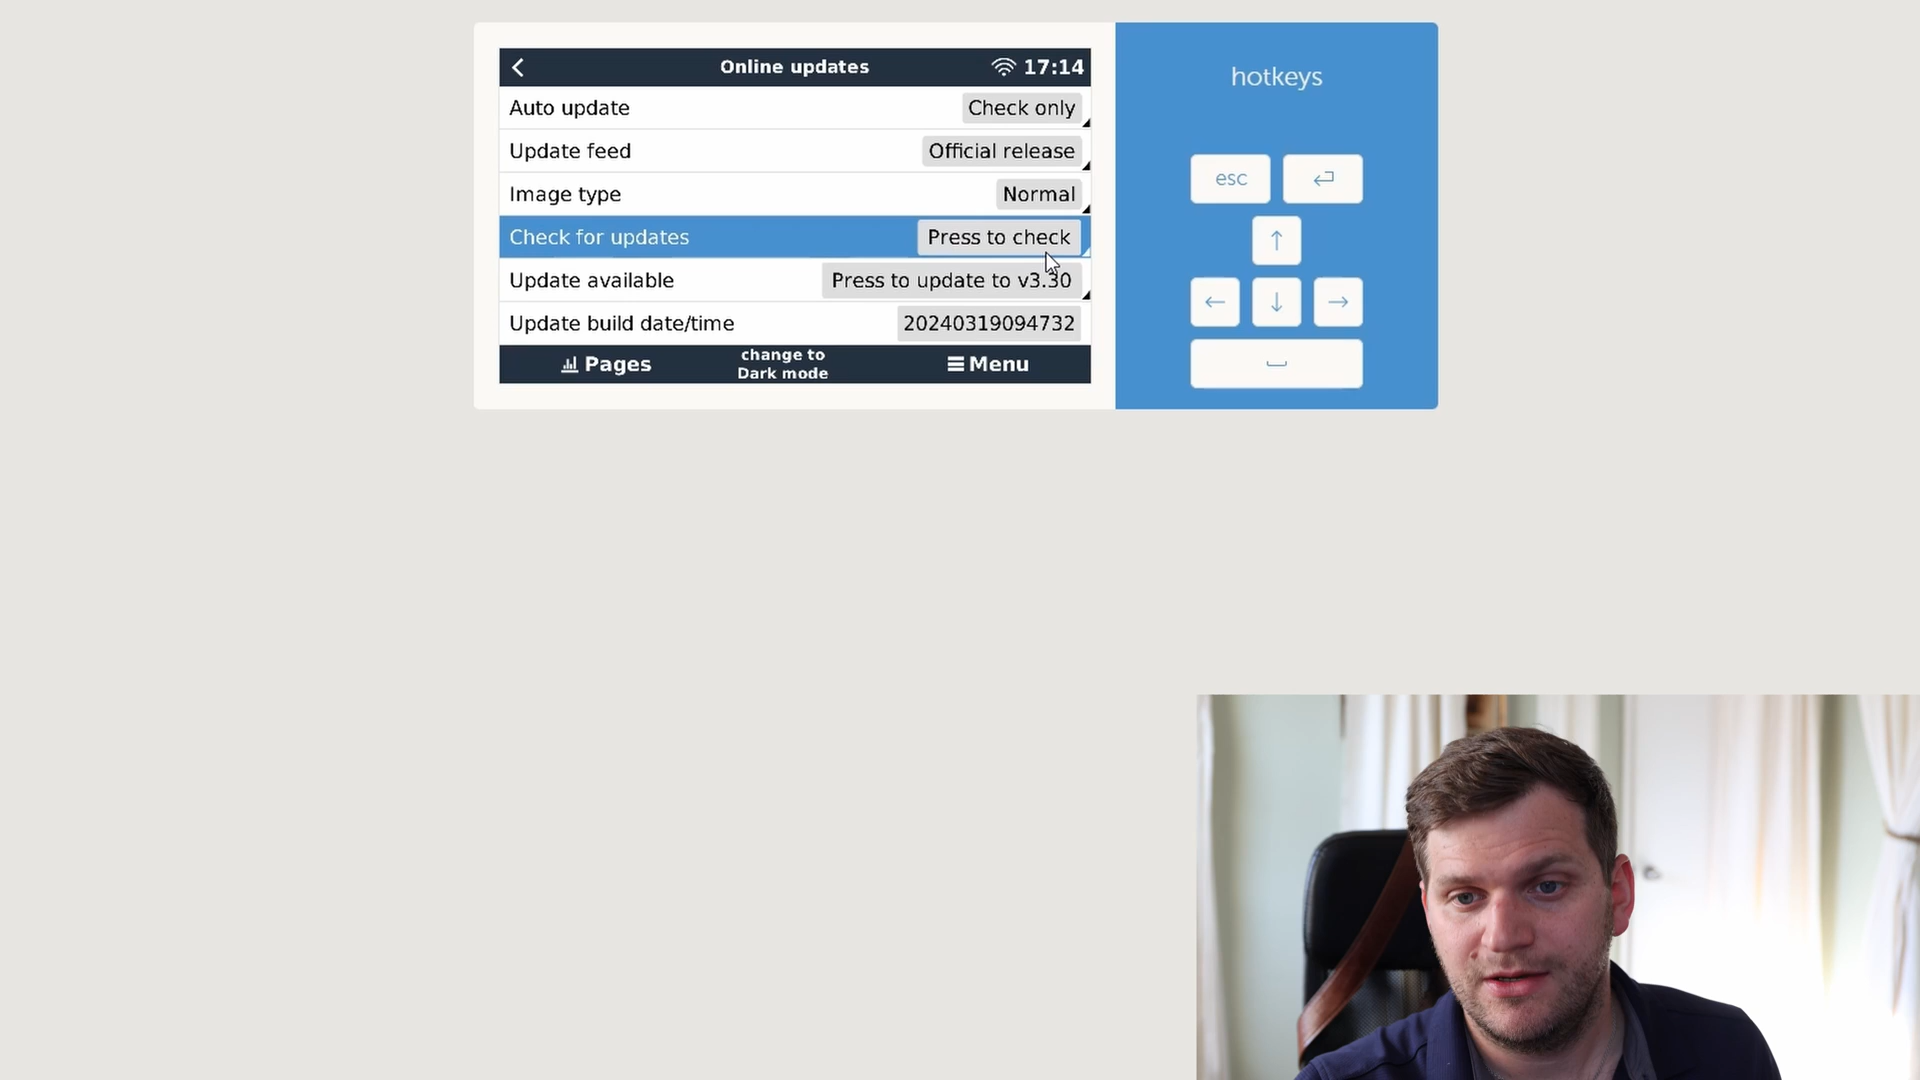 Online updates 17:14
Auto update Check only
Update feed Official release
Image type Normal
Check for updates Press to check
Update available Press to update to v3.30
Update build date/time 20240319094732
Pages change to Dark mode Menu
hotkeys
esc